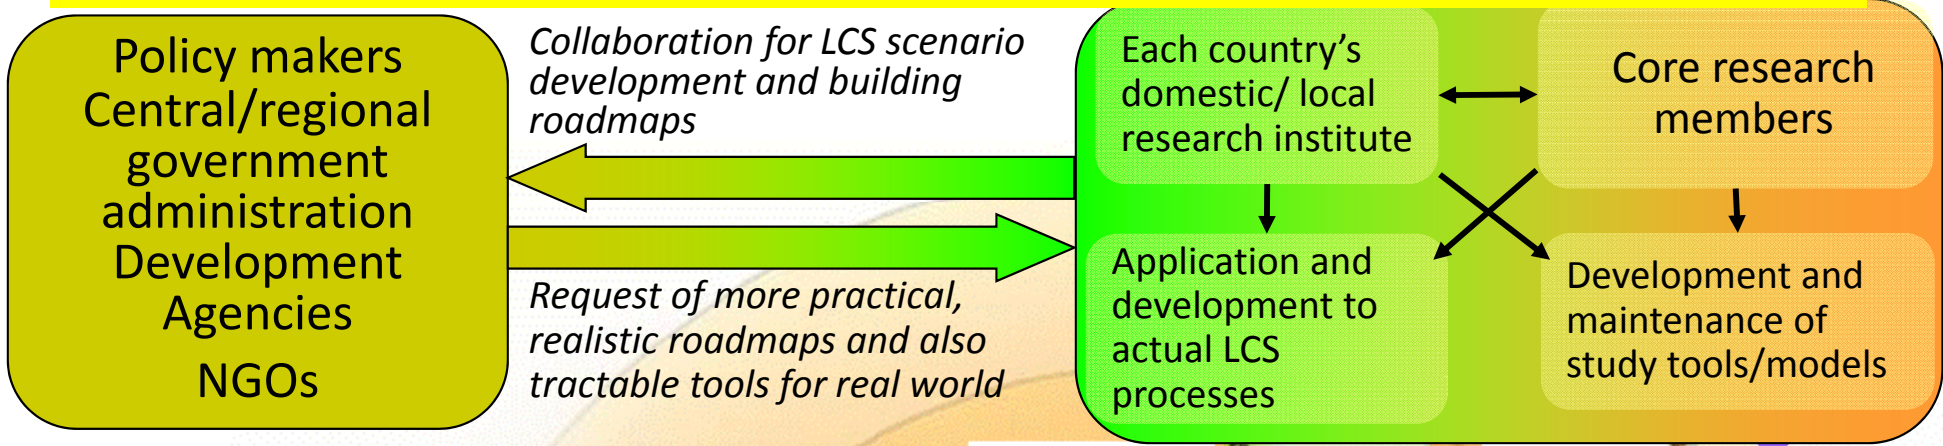 Policy makers
Central/regional
government
administration
Development
Agencies
NGOs
Collaboration for LCS scenario
development and building
roadmaps
Request of more practical,
realistic roadmaps and also
tractable tools for real world
Each country’s
domestic/ local
research institute
Core research
members
Application and
development to
actual LCS
processes
Development and
maintenance of
study tools/models